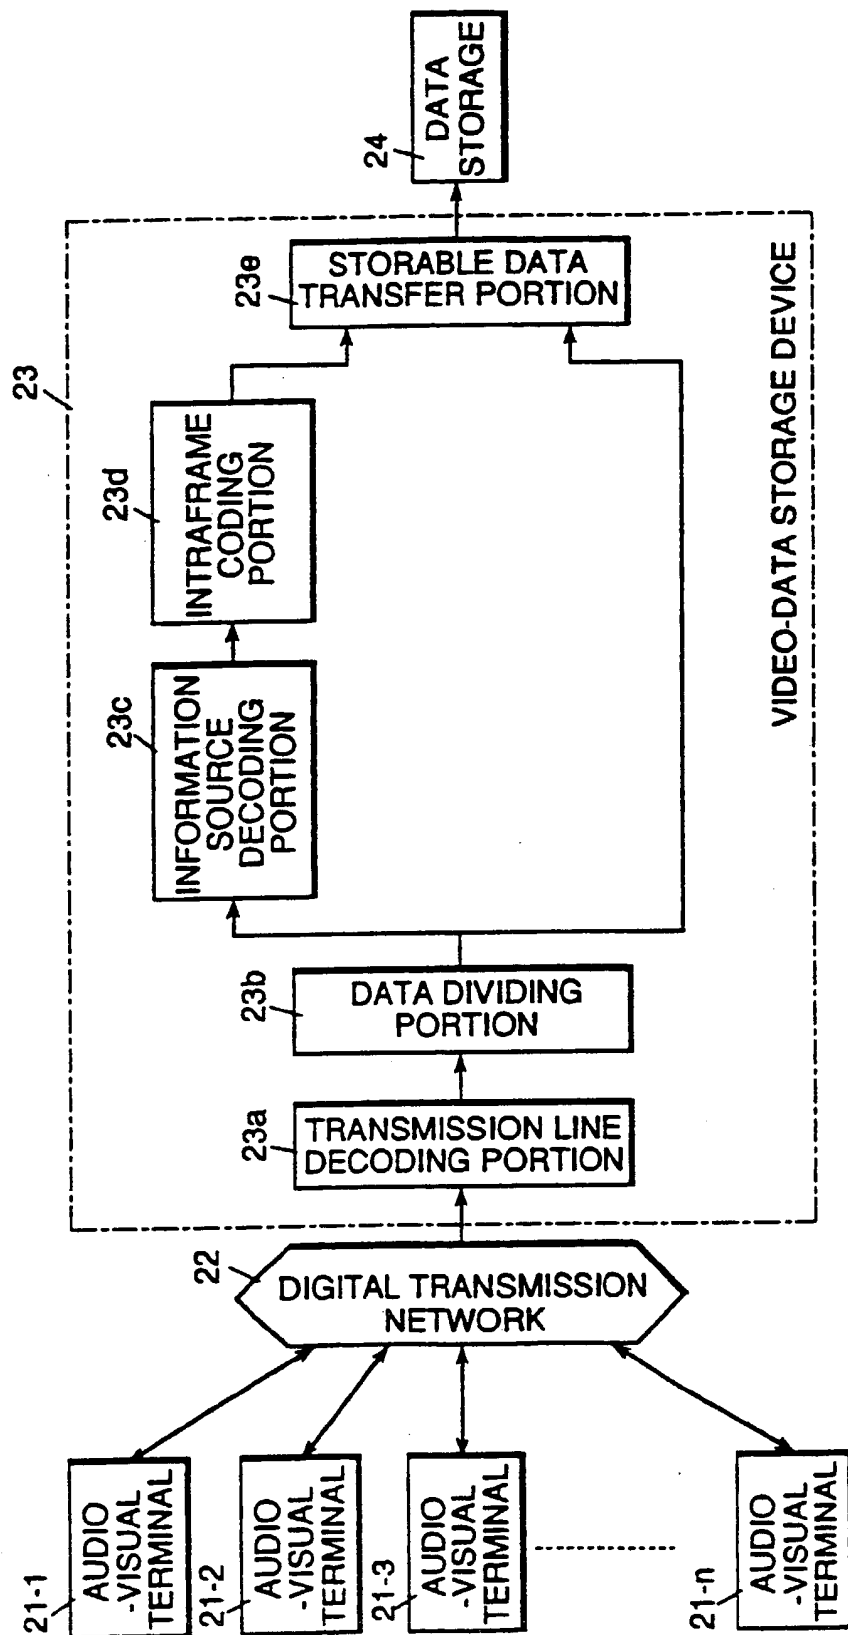 21-1
AUDIO
-VISUAL
TERMINAL
21-2
AUDIO
-VISUAL
TERMINAL
21-3
AUDIO
-VISUAL
TERMINAL
21-n
AUDIO
-VISUAL
TERMINAL
22
DIGITAL TRANSMISSION
NETWORK
23
23a
TRANSMISSION LINE
DECODING PORTION
23b
DATA DIVIDING
PORTION
23c
INFORMATION
SOURCE
DECODING
PORTION
23d
INTRAFRAME
CODING
PORTION
23e
STORABLE DATA
TRANSFER PORTION
VIDEO-DATA STORAGE DEVICE
24
DATA
STORAGE